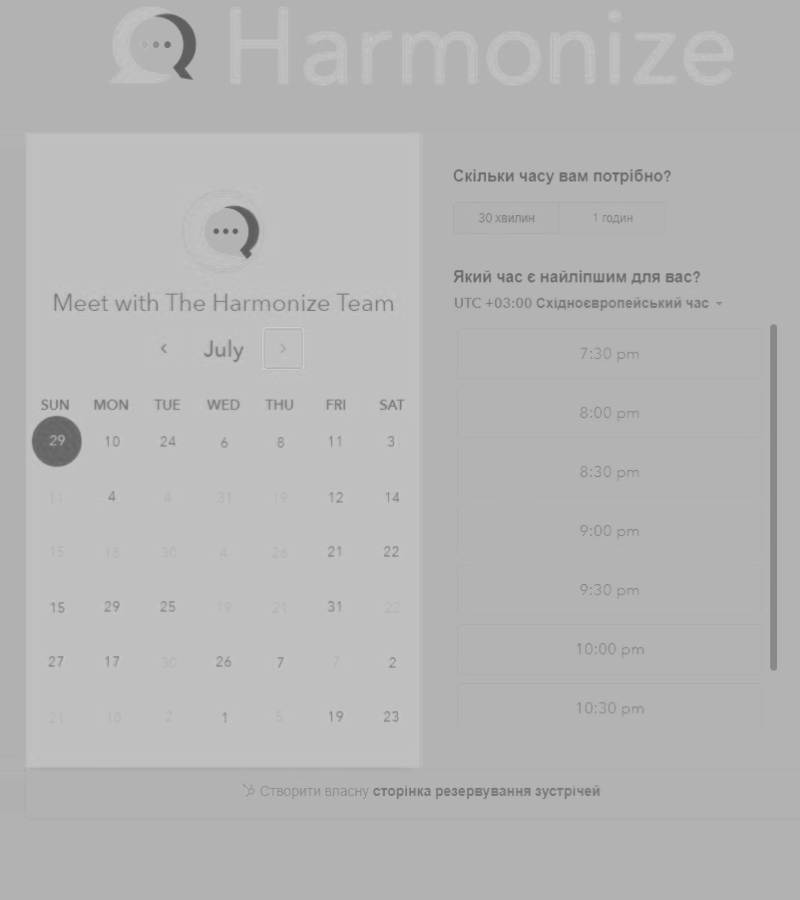 Harmonize
Meet with The Harmonize Team
July
SUN MON TUE WED THU FRI SAT
29 10 24 6 8 11 3
11 4 4 31 19 12 14
15 18 30 4 26 21 22
15 29 25 19 21 31 22
27 17 30 26 7 7 2
21 10 2 1 5 19 23
Скільки часу вам потрібно?
30 хвилин 1 годин
Який час є найліпшим для вас?
UTC +03:00 Східноєвропейський час
7:30 pm
8:00 pm
8:30 pm
9:00 pm
9:30 pm
10:00 pm
10:30 pm
Створити власну сторінка резервування зустрічей